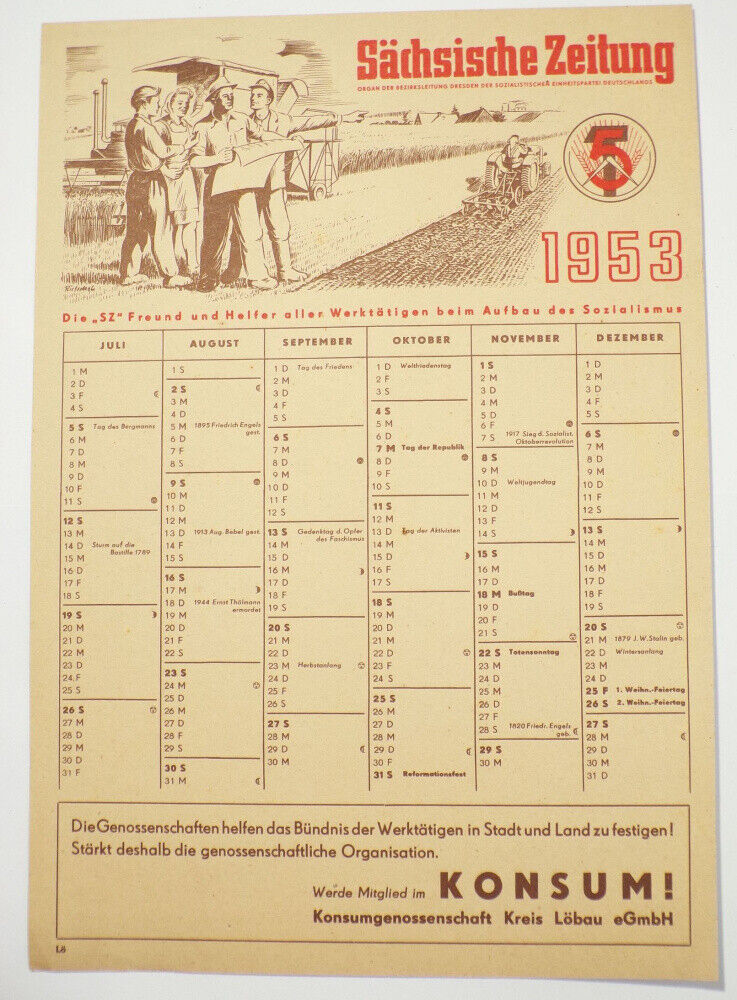 Sächsische Zeitung
ORGAN DER BEZIRKSLEITUNG DRESDEN DER SOZIALISTISCHEN EINHEITSPARTEI DEUTSCHLANDS
5
1953
Die „SZ" Freund und Helfer aller Werktätigen beim Aufbau des Sozialismus
JULI
1 M
2 D
3 F
4 S
5 S Tag des Bergmanns
6 M
7 D
8 M
9 D
10 F
11 S
12 S
13 M
14 D Sturm auf die
15 M Bastille 1789
16 D
17 F
18 S
19 S
20 M
21 D
22 M
23 D
24 F
25 S
26 S
27 M
28 D
29 M
30 D
31 F
AUGUST
1 S
2 S
3 M
4 D
5 M 1895 Friedrich Engels
6 D gest.
7 F
8 S
9 S
10 M
11 D
12 M
13 D 1913 Aug. Bebel gest.
14 F
15 S
16 S
17 M
18 D 1944 Ernst Thälmann
19 M ermordet
20 D
21 F
22 S
23 S
24 M
25 D
26 M
27 D
28 F
29 S
30 S
31 M
SEPTEMBER
1 D Tag des Friedens
2 M
3 D
4 F
5 S
6 S
7 M
8 D
9 M
10 D
11 F
12 S
13 S Gedenktag d. Opfer
14 M des Faschismus
15 D
16 M
17 D
18 F
19 S
20 S
21 M
22 D
23 M Herbstanfang
24 D
25 F
26 S
27 S
28 M
29 D
30 M
OKTOBER
1 D Weltfriedenstag
2 F
3 S
4 S
5 M
6 D
7 M Tag der Republik
8 D
9 F
10 S
11 S
12 M
13 D Tag der Aktivisten
14 M
15 D
16 F
17 S
18 S
19 M
20 D
21 M
22 D
23 F
24 S
25 S
26 M
27 D
28 M
29 D
30 F
31 S Reformationsfest
NOVEMBER
1 S
2 M
3 D
4 M
5 D
6 F
7 S 1917 Sieg d. Sozialist.
Oktoberrevolution
8 S
9 M
10 D Weltjugendtag
11 M
12 D
13 F
14 S
15 S
16 M
17 D
18 M Bußtag
19 D
20 F
21 S
22 S Totensonntag
23 M
24 D
25 M
26 D
27 F
28 S 1820 Friedr. Engels
geb.
29 S
30 M
DEZEMBER
1 D
2 M
3 D
4 F
5 S
6 S
7 M
8 D
9 M
10 D
11 F
12 S
13 S
14 M
15 D
16 M
17 D
18 F
19 S
20 S
21 M 1879 J.W. Stalin geb.
22 D Wintersanfang
23 M
24 D
25 F 1. Weihn.-Feiertag
26 S 2. Weihn.-Feiertag
27 S
28 M
29 D
30 M
31 D
Die Genossenschaften helfen das Bündnis der Werktätigen in Stadt und Land zu festigen!
Stärkt deshalb die genossenschaftliche Organisation.
Werde Mitglied im KONSUM!
Konsumgenossenschaft Kreis Löbau eGmbH
Lö